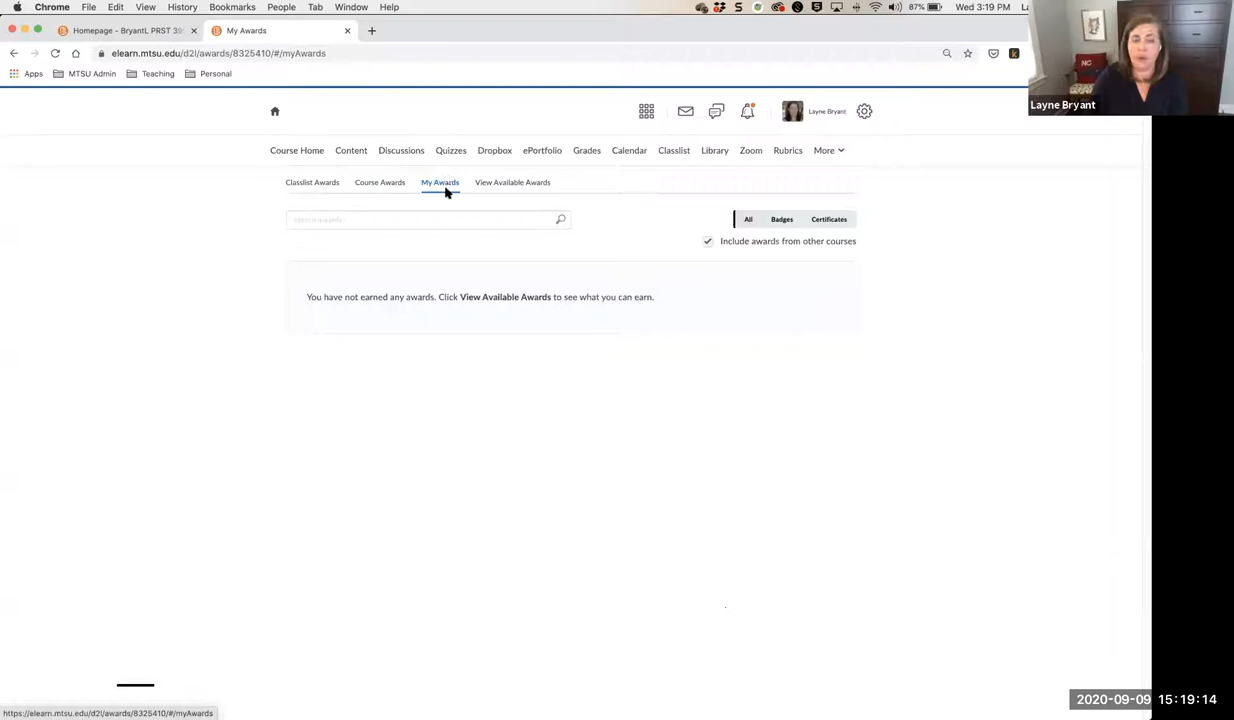 Chrome File Edit View History Bookmarks People Tab Window Help
87% Wed 3:19 PM
Homepage - BryantL PRST 39
My Awards
elearn.mtsu.edu/d2l/awards/8325410/#/myAwards
Apps MTSU Admin Teaching Personal
NC
Layne Bryant
Layne Bryant
Course Home Content Discussions Quizzes Dropbox ePortfolio Grades Calendar Classlist Library Zoom Rubrics More
Classlist Awards Course Awards My Awards View Available Awards
All Badges Certificates
Include awards from other courses
You have not earned any awards. Click View Available Awards to see what you can earn.
2020-09-09 15:19:14
https://elearn.mtsu.edu/d2l/awards/8325410/#/myAwards